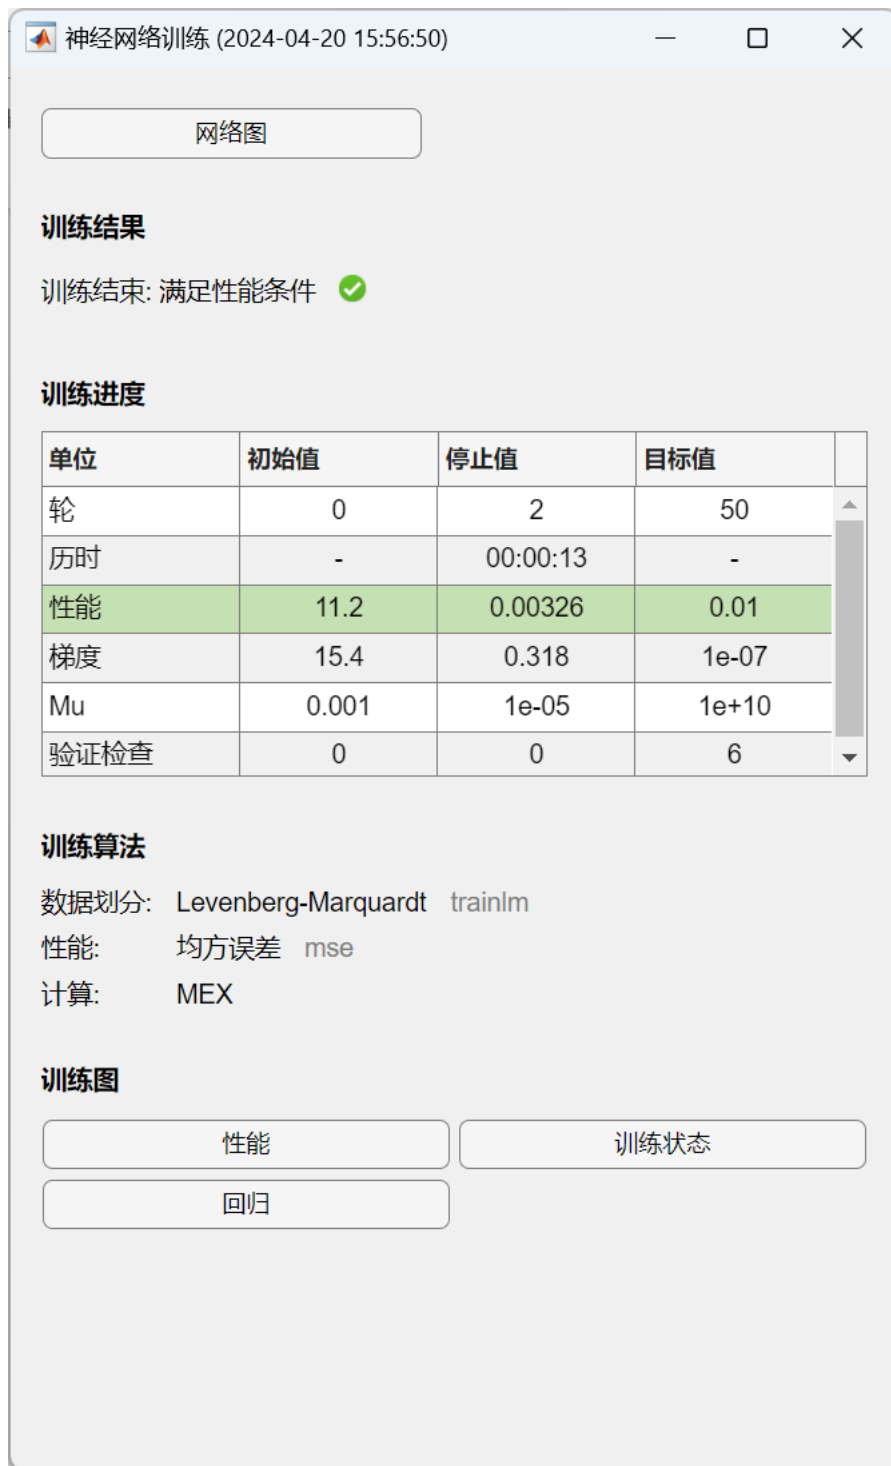 神经网络训练 (2024-04-20 15:56:50)
网络图
训练结果
训练结束: 满足性能条件
训练进度
单位 初始值 停止值 目标值
轮 0 2 50
历时 - 00:00:13 -
性能 11.2 0.00326 0.01
梯度 15.4 0.318 1e-07
Mu 0.001 1e-05 1e+10
验证检查 0 0 6
训练算法
数据划分: Levenberg-Marquardt trainlm
性能: 均方误差 mse
计算: MEX
训练图
性能 训练状态
回归